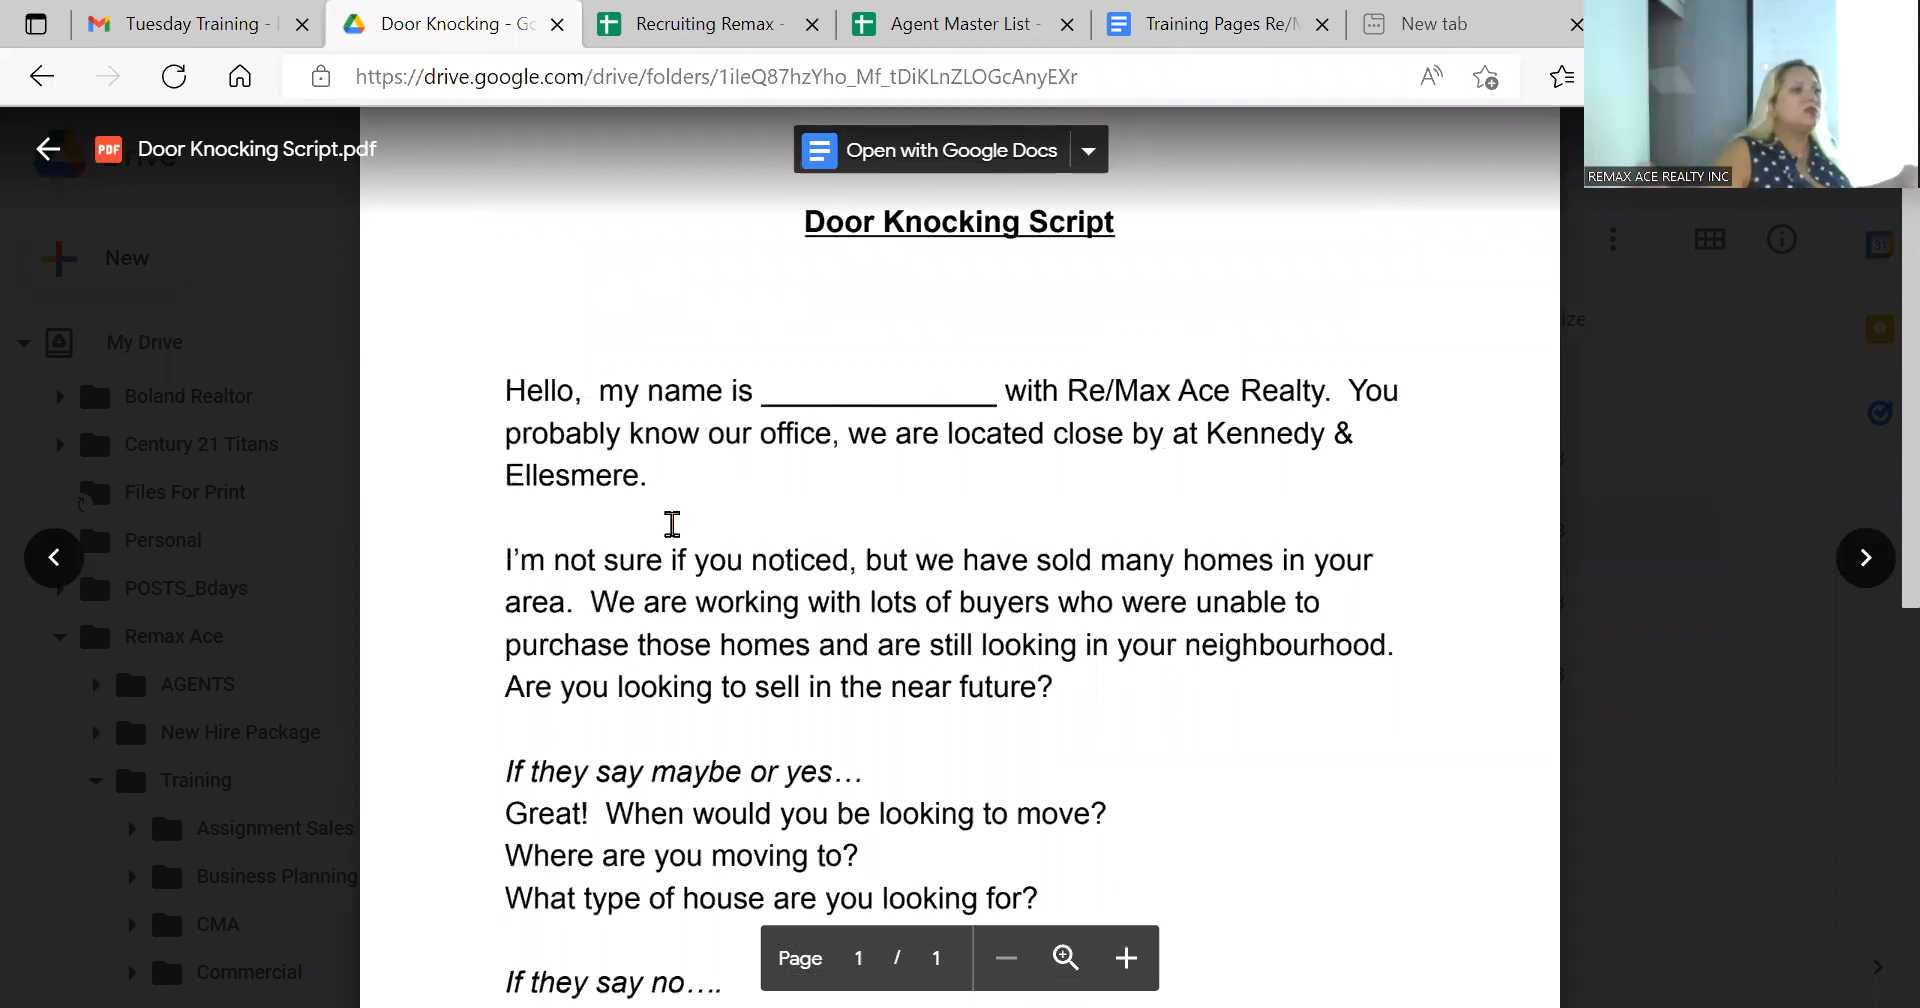 Tuesday Training -
Door Knocking - Go
Recruiting Remax -
Agent Master List -
Training Pages Re/M
New tab
https://drive.google.com/drive/folders/1iIeQ87hzYho_Mf_tDiKLnZLOGcAnyEXr
PDF
Door Knocking Script.pdf
Open with Google Docs
REMAX ACE REALTY INC
New
My Drive
Boland Realtor
Century 21 Titans
Files For Print
Personal
POSTS_Bdays
Remax Ace
AGENTS
New Hire Package
Training
Assignment Sales
Business Planning
CMA
Commercial
Door Knocking Script
Hello,  my name is ______________ with Re/Max Ace Realty.  You
probably know our office, we are located close by at Kennedy &
Ellesmere.
I’m not sure if you noticed, but we have sold many homes in your
area.  We are working with lots of buyers who were unable to
purchase those homes and are still looking in your neighbourhood.
Are you looking to sell in the near future?
If they say maybe or yes…
Great!  When would you be looking to move?
Where are you moving to?
What type of house are you looking for?
If they say no….
Page 1 / 1
31